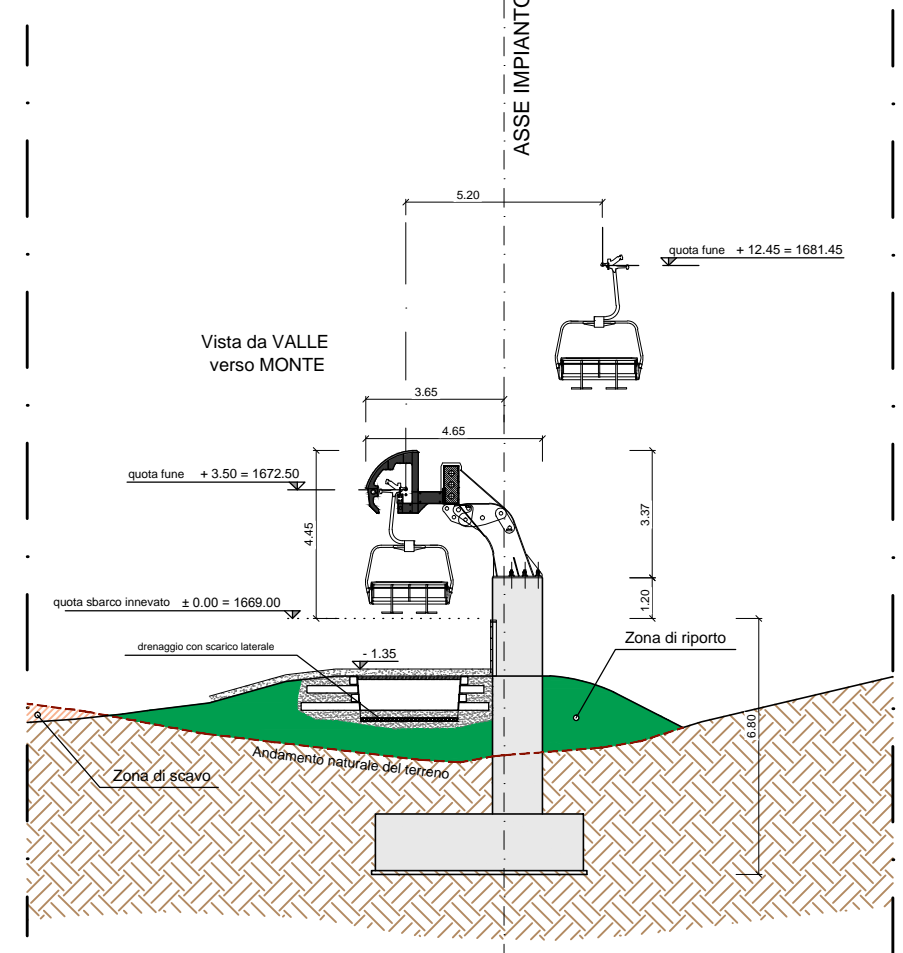 ASSE IMPIANTO
5.20
quota fune + 12.45 = 1681.45
Vista da VALLE
verso MONTE
3.65
4.65
quota fune + 3.50 = 1672.50
4.45
3.37
quota sbarco innevato ± 0.00 = 1669.00
1.20
drenaggio con scarico laterale
- 1.35
Zona di riporto
6.80
Andamento naturale del terreno
Zona di scavo